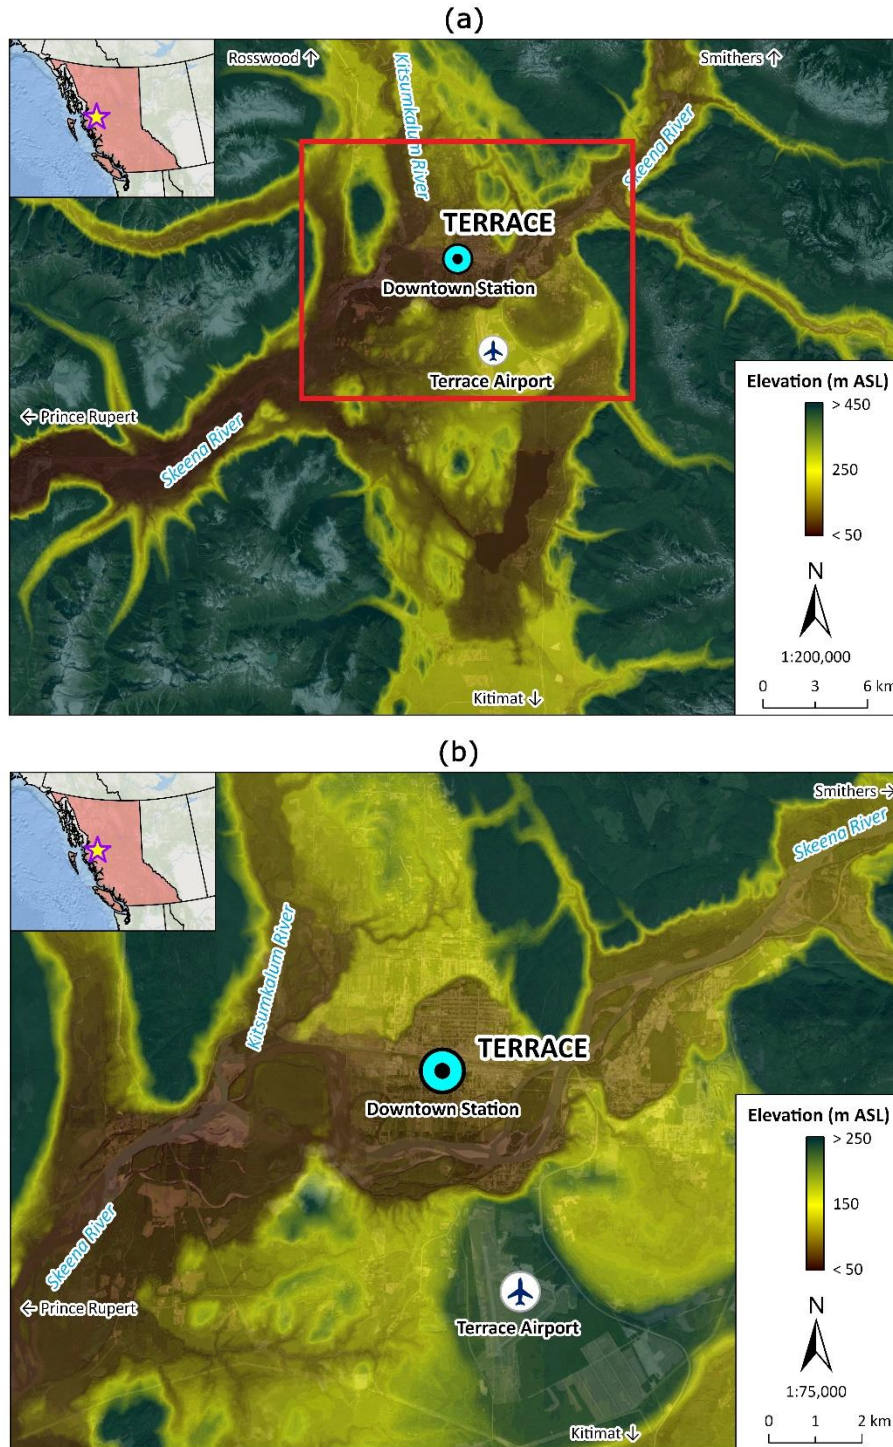 (a)
Rosswood ↑
Kitsumkalum River
Smithers ↑
Skeena River
TERRACE
Downtown Station
Terrace Airport
← Prince Rupert
Skeena River
Kitimat ↓
Elevation (m ASL)
> 450
250
< 50
N
1:200,000
0 3 6 km
(b)
Smithers →
Skeena River
Kitsumkalum River
TERRACE
Downtown Station
Skeena River
← Prince Rupert
Terrace Airport
Kitimat ↓
Elevation (m ASL)
> 250
150
< 50
N
1:75,000
0 1 2 km